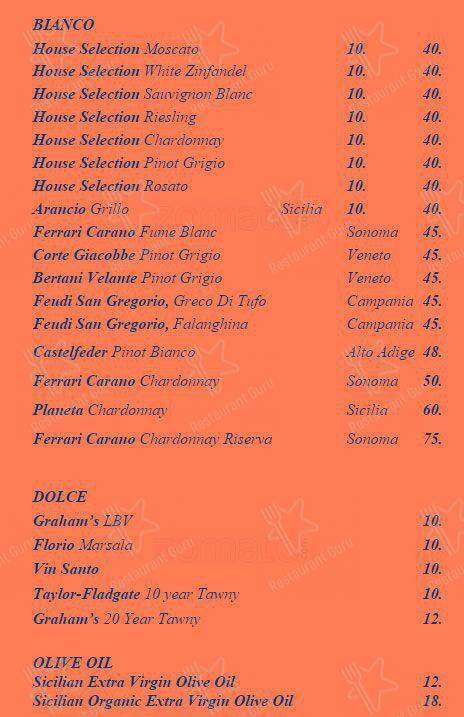 BIANCO
House Selection Moscato 10. 40.
House Selection White Zinfandel 10. 40.
House Selection Sauvignon Blanc 10. 40.
House Selection Riesling 10. 40.
House Selection Chardonnay 10. 40.
House Selection Pinot Grigio 10. 40.
House Selection Rosato 10. 40.
Arancio Grillo Sicilia 10. 40.
Ferrari Carano Fume Blanc Sonoma 45.
Corte Giacobbe Pinot Grigio Veneto 45.
Bertani Velante Pinot Grigio Veneto 45.
Feudi San Gregorio, Greco Di Tufo Campania 45.
Feudi San Gregorio, Falanghina Campania 45.
Castelfeder Pinot Bianco Alto Adige 48.
Ferrari Carano Chardonnay Sonoma 50.
Planeta Chardonnay Sicilia 60.
Ferrari Carano Chardonnay Riserva Sonoma 75.
DOLCE
Graham's LBV 10.
Florio Marsala 10.
Vin Santo 10.
Taylor-Fladgate 10 year Tawny 10.
Graham's 20 Year Tawny 12.
OLIVE OIL
Sicilian Extra Virgin Olive Oil 12.
Sicilian Organic Extra Virgin Olive Oil 18.
Restaurant Guru
zomato